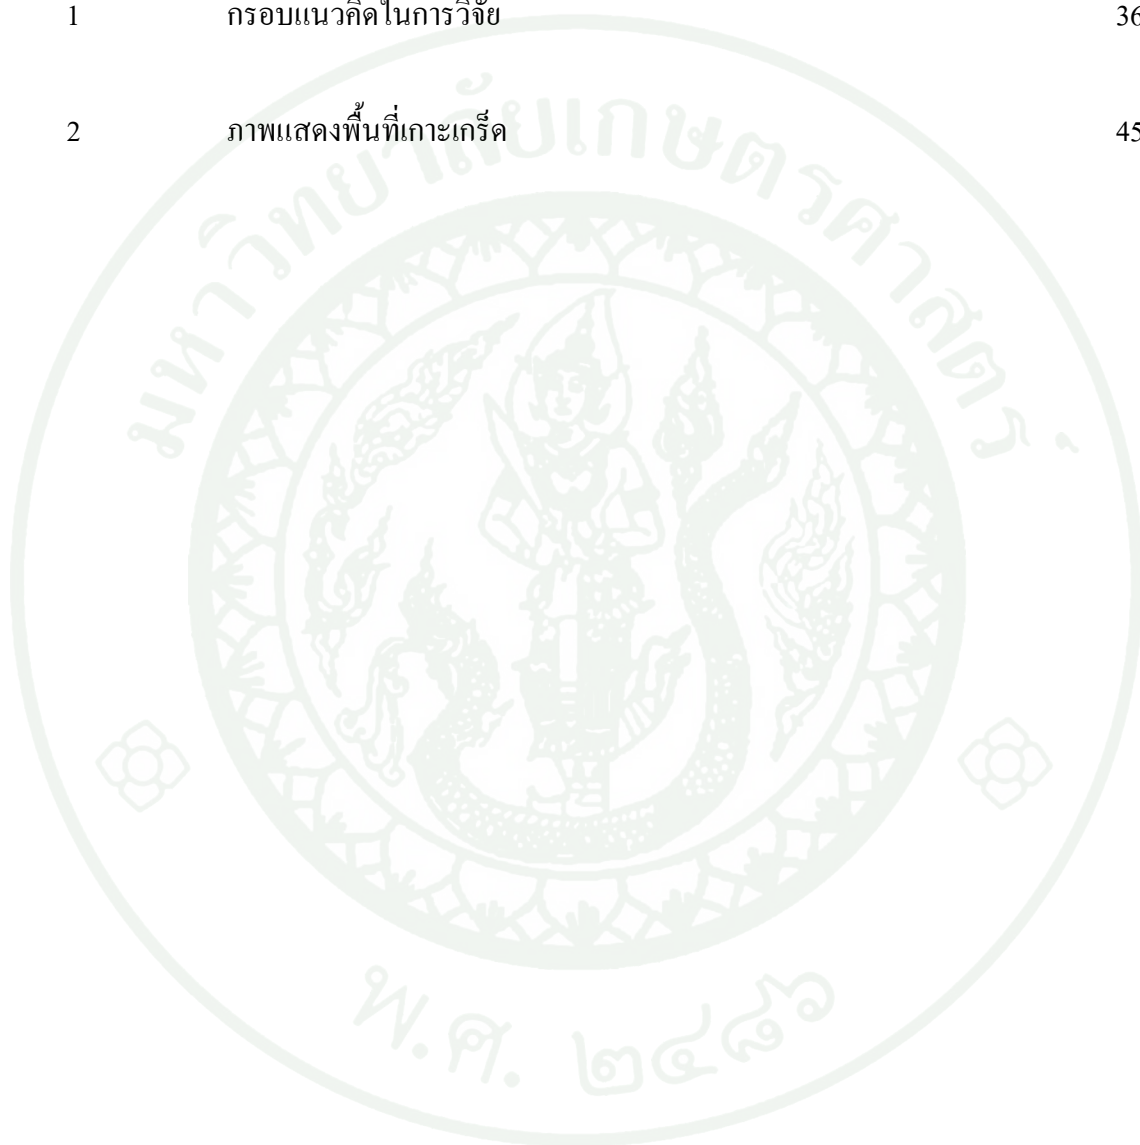 1 กรอบแนวคิดในการวิจัย 36
2 ภาพแสดงพื้นที่เกาะเกร็ด 45
มหาวิทยาลัยเกษตรศาสตร์
พ.ศ. ๒๔๘๖